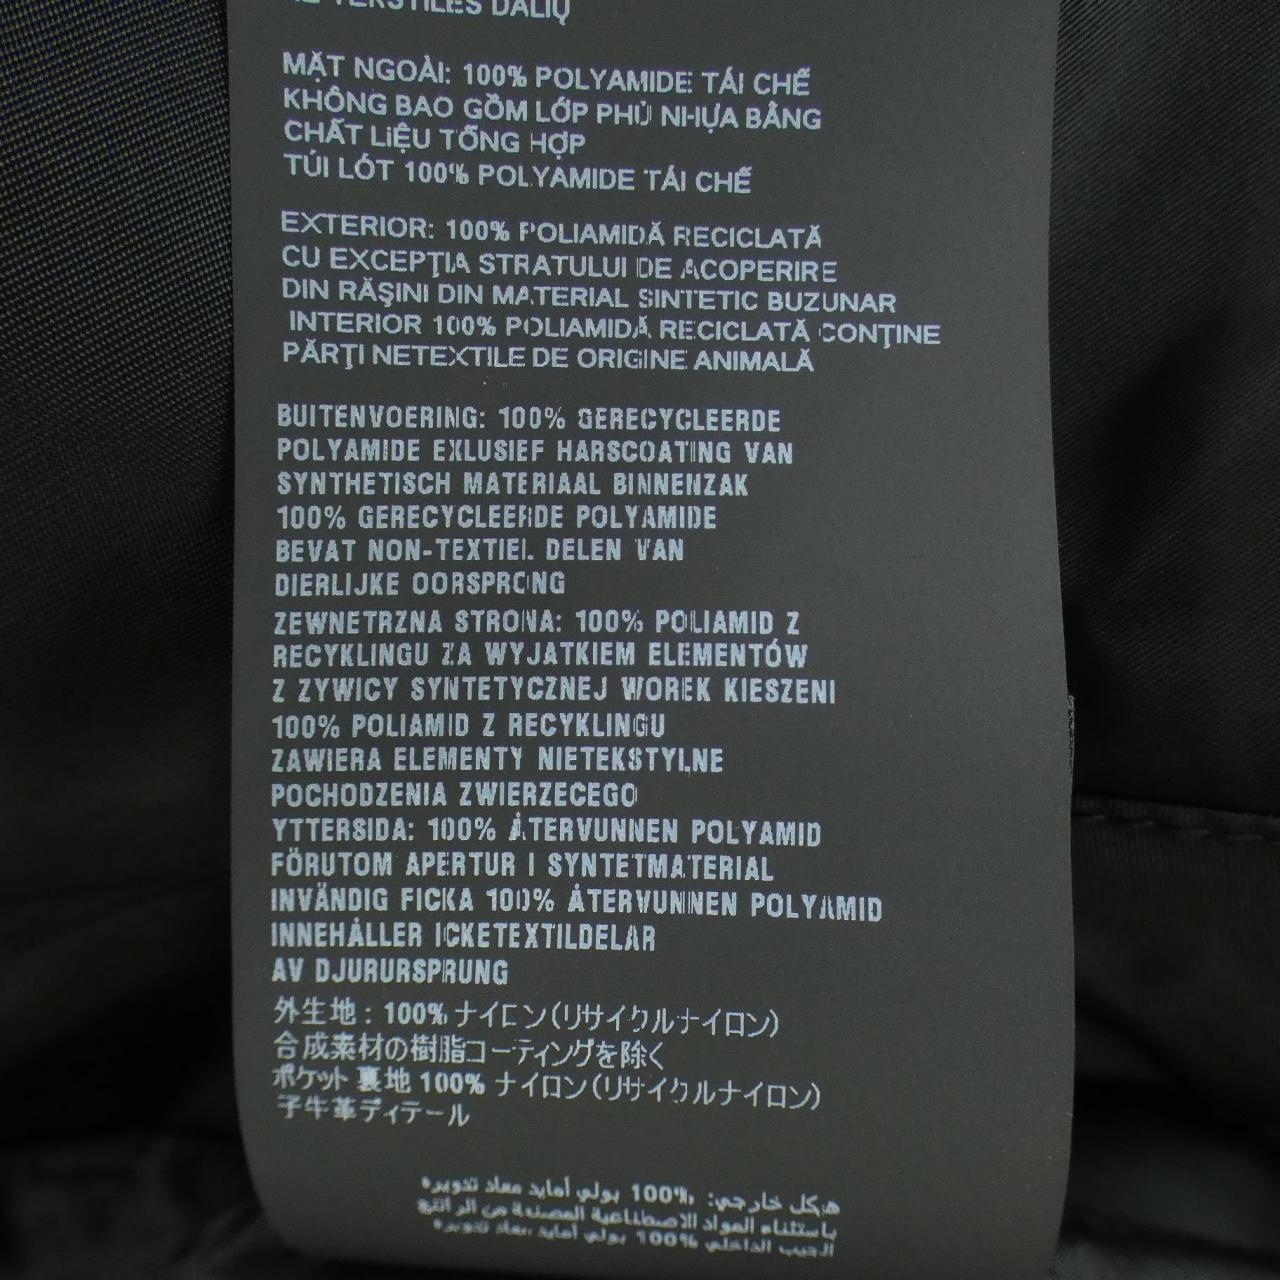 TEKSTILĖS DALIŲ
MẶT NGOÀI: 100% POLYAMIDE TÁI CHẾ
KHÔNG BAO GỒM LỚP PHỦ NHỰA BẰNG
CHẤT LIỆU TỔNG HỢP
TÚI LÓT 100% POLYAMIDE TÁI CHẾ
EXTERIOR: 100% POLIAMIDĂ RECICLATĂ
CU EXCEPŢIA STRATULUI DE ACOPERIRE
DIN RĂŞINI DIN MATERIAL SINTETIC BUZUNAR
INTERIOR 100% POLIAMIDĂ RECICLATĂ CONŢINE
PĂRŢI NETEXTILE DE ORIGINE ANIMALĂ
BUITENVOERING: 100% GERECYCLEERDE
POLYAMIDE EXLUSIEF HARSCOATING VAN
SYNTHETISCH MATERIAAL BINNENZAK
100% GERECYCLEERDE POLYAMIDE
BEVAT NON-TEXTIEL DELEN VAN
DIERLIJKE OORSPRONG
ZEWNETRZNA STRONA: 100% POLIAMID Z
RECYKLINGU ZA WYJATKIEM ELEMENTÓW
Z ZYWICY SYNTETYCZNEJ WOREK KIESZENI
100% POLIAMID Z RECYKLINGU
ZAWIERA ELEMENTY NIETEKSTYLNE
POCHODZENIA ZWIERZECEGO
YTTERSIDA: 100% ÅTERVUNNEN POLYAMID
FÖRUTOM APERTUR I SYNTETMATERIAL
INVÄNDIG FICKA 100% ÅTERVUNNEN POLYAMID
INNEHÅLLER ICKETEXTILDELAR
AV DJURURSPRUNG
外生地：100% ナイロン（リサイクルナイロン）
合成素材の樹脂コーティングを除く
ポケット裏地 100% ナイロン（リサイクルナイロン）
子牛革ディテール
هيكل خارجي: 100% بولي أمايد معاد تدويره
باستثناء المواد الاصطناعية المصنعة من الراتنج
الجيب الداخلي 100% بولي أمايد معاد تدويره